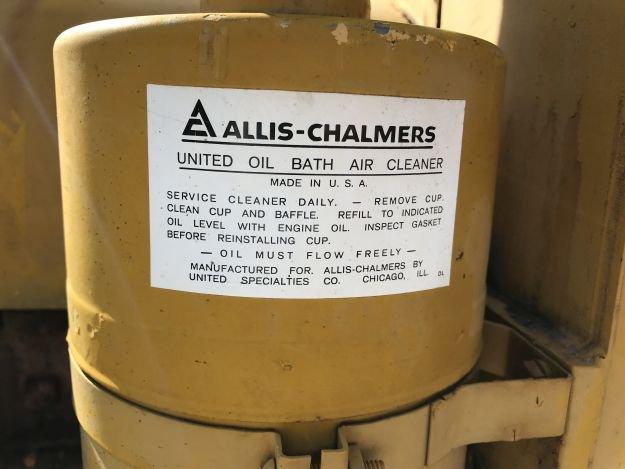 ALLIS-CHALMERS
UNITED OIL BATH AIR CLEANER
MADE IN U. S. A.
SERVICE CLEANER DAILY. — REMOVE CUP.
CLEAN CUP AND BAFFLE. REFILL TO INDICATED
OIL LEVEL WITH ENGINE OIL. INSPECT GASKET
BEFORE REINSTALLING CUP.
— OIL MUST FLOW FREELY —
MANUFACTURED FOR. ALLIS-CHALMERS BY
UNITED SPECIALTIES CO. CHICAGO, ILL.